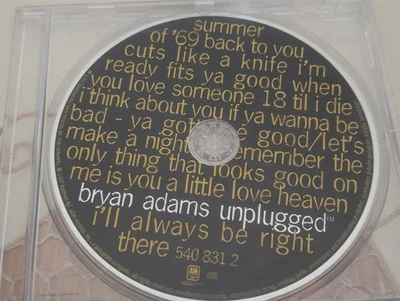 summer
of '69 back to you
cuts like a knife i'm
ready fits ya good when
you love someone 18 til i die
i think about you if ya wanna be
bad - ya gotta be good/let's
make a night remember the
only thing that looks good on
me is you a little love heaven
bryan adams unplugged™
i'll always be right
there 540 831 2
A&M